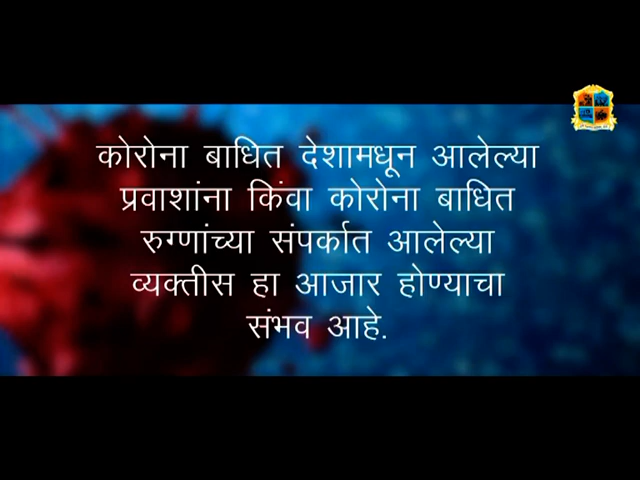 कोरोना बाधित देशामधून आलेल्या
प्रवाशांना किंवा कोरोना बाधित
रुग्णांच्या संपर्कात आलेल्या
व्यक्तीस हा आजार होण्याचा
संभव आहे.